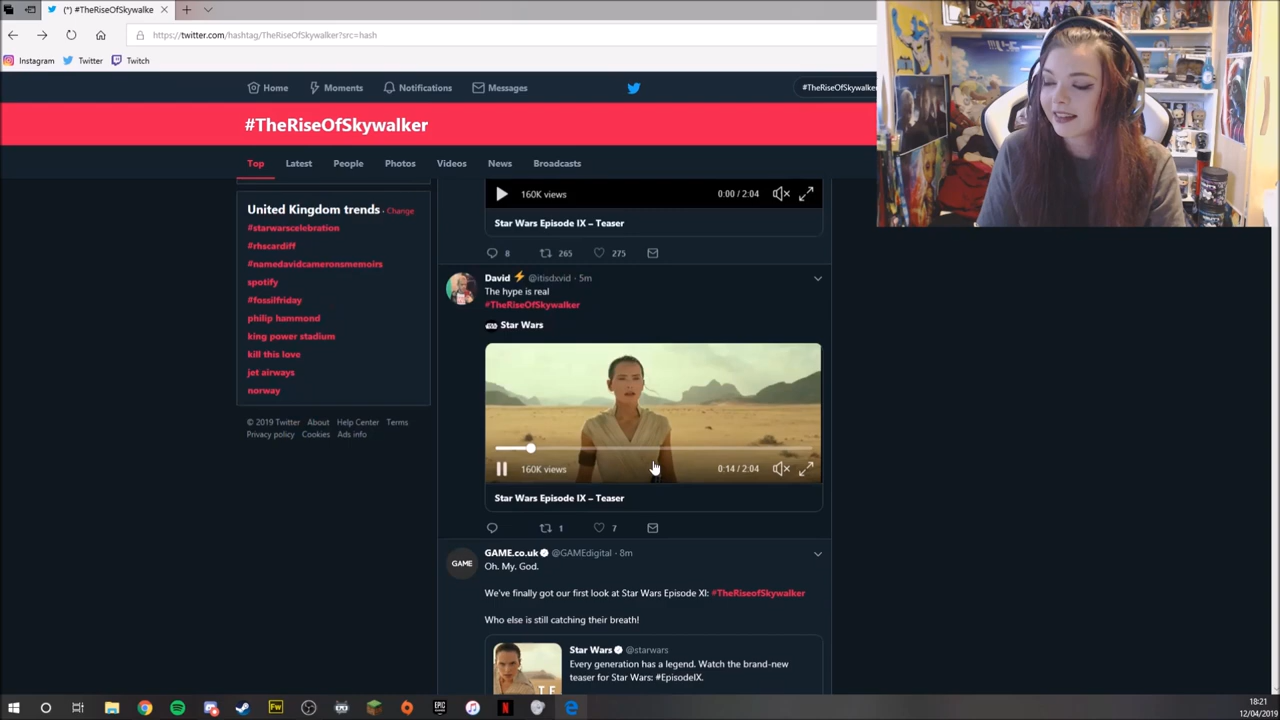 (*) #TheRiseOfSkywalke
https://twitter.com/hashtag/TheRiseOfSkywalker?src=hash
Instagram Twitter Twitch
Home Moments Notifications Messages #TheRiseOfSkywalke
#TheRiseOfSkywalker
Top Latest People Photos Videos News Broadcasts
160K views 0:00 / 2:04
Star Wars Episode IX – Teaser
8 265 275
United Kingdom trends · Change
#starwarscelebration
#rhscardiff
#namedavidcameronsmemoirs
spotify
#fossilfriday
philip hammond
king power stadium
kill this love
jet airways
norway
© 2019 Twitter About Help Center Terms
Privacy policy Cookies Ads info
David ⚡ @itisdxvid · 5m
The hype is real
#TheRiseOfSkywalker
Star Wars
160K views 0:14 / 2:04
Star Wars Episode IX – Teaser
1 7
GAME
GAME.co.uk @GAMEdigital · 8m
Oh. My. God.
We've finally got our first look at Star Wars Episode XI: #TheRiseofSkywalker
Who else is still catching their breath!
Star Wars @starwars
Every generation has a legend. Watch the brand-new
teaser for Star Wars: #EpisodeIX.
Fw
EPIC
N
18:21
12/04/2019